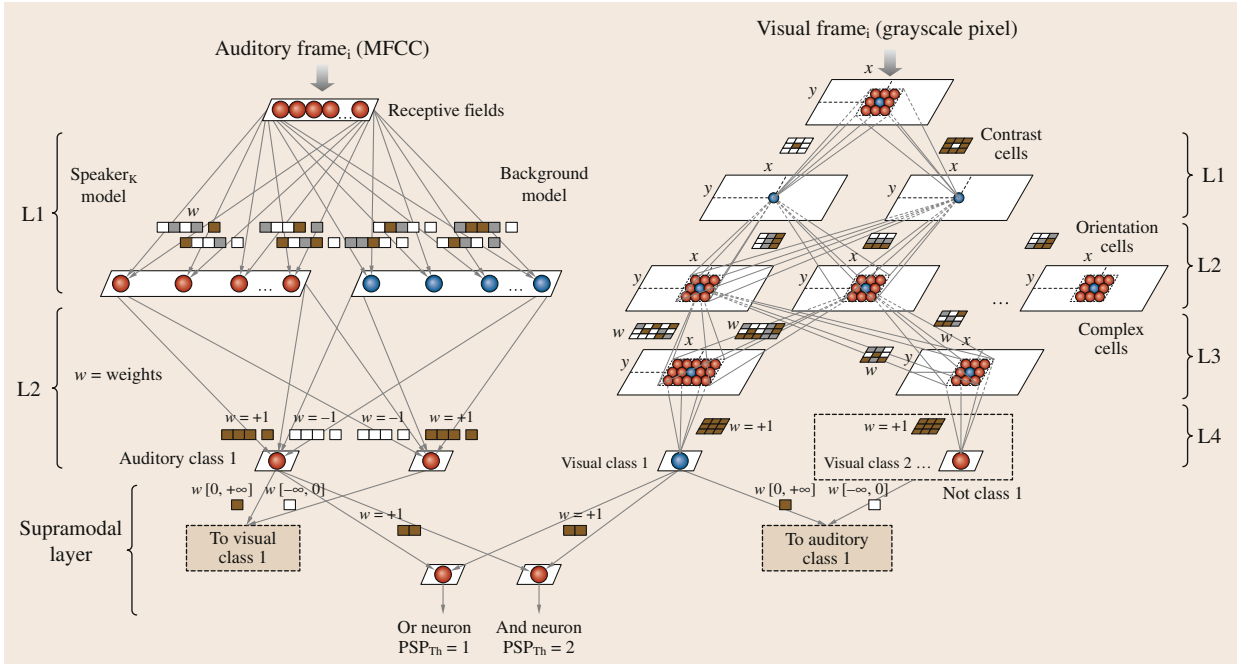 Auditory frame_i (MFCC)
Visual frame_i (grayscale pixel)
x
y
Receptive fields
Contrast
cells
L1
Speaker_K
model
Background
model
w
x
y
x
y
L1
Orientation
cells
L2
x
y
x
y
x
y
...
...
...
...
Complex
cells
L2
w = weights
w
w
w
w
x
y
x
y
L3
w = +1
w = −1
w = −1
w = +1
w = +1
w = +1
L4
Auditory class 1
Visual class 1
Visual class 2 ...
Not class 1
w [0, +∞]
w [−∞, 0]
w [0, +∞]
w [−∞, 0]
Supramodal
layer
w = +1
w = +1
To visual
class 1
To auditory
class 1
Or neuron
PSP_Th = 1
And neuron
PSP_Th = 2